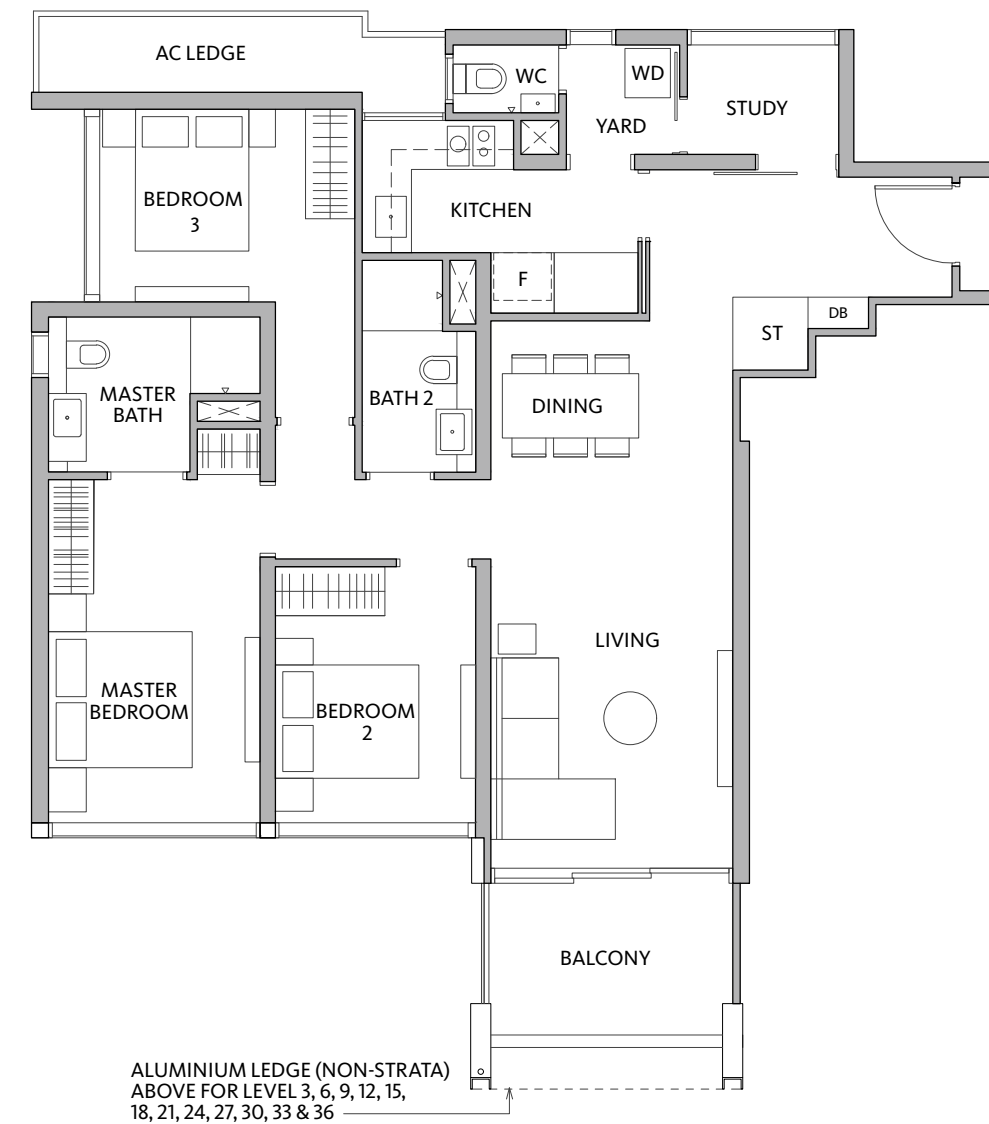 AC LEDGE
WC
WD
STUDY
YARD
BEDROOM
3
KITCHEN
F
ST
DB
MASTER
BATH
BATH 2
DINING
LIVING
MASTER
BEDROOM
BEDROOM
2
BALCONY
ALUMINIUM LEDGE (NON-STRATA)
ABOVE FOR LEVEL 3, 6, 9, 12, 15,
18, 21, 24, 27, 30, 33 & 36